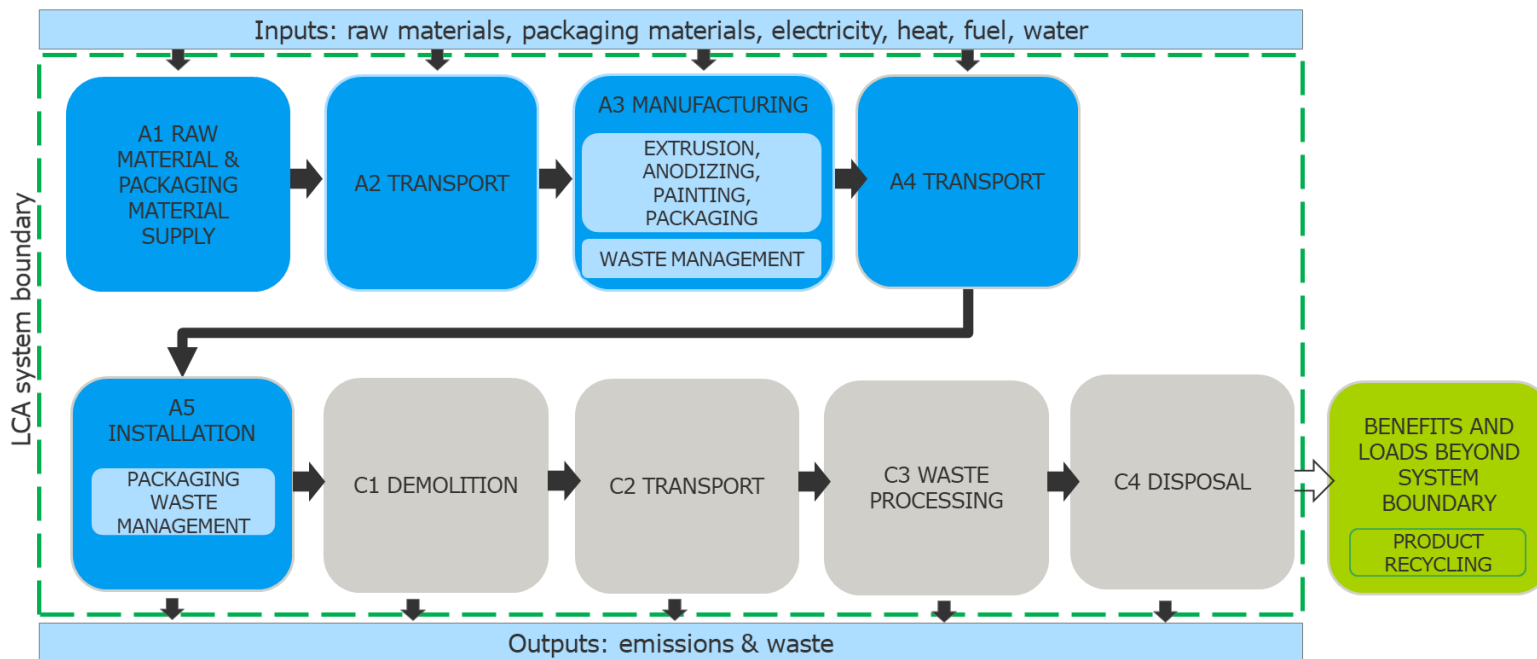 Inputs: raw materials, packaging materials, electricity, heat, fuel, water
LCA system boundary
A1 RAW
MATERIAL &
PACKAGING
MATERIAL
SUPPLY
A2 TRANSPORT
A3 MANUFACTURING
EXTRUSION,
ANODIZING,
PAINTING,
PACKAGING
WASTE MANAGEMENT
A4 TRANSPORT
A5
INSTALLATION
PACKAGING
WASTE
MANAGEMENT
C1 DEMOLITION
C2 TRANSPORT
C3 WASTE
PROCESSING
C4 DISPOSAL
BENEFITS AND
LOADS BEYOND
SYSTEM
BOUNDARY
PRODUCT
RECYCLING
Outputs: emissions & waste